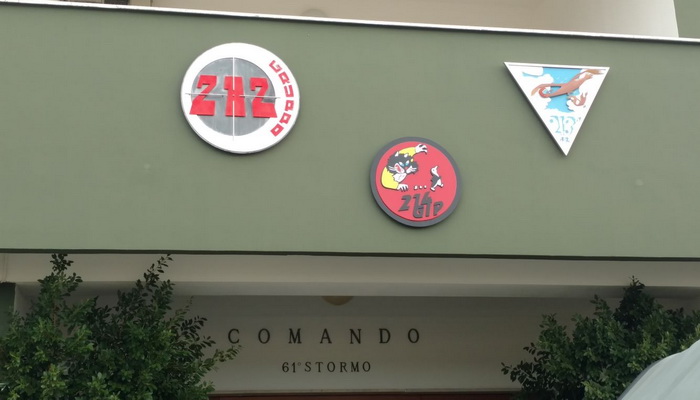 212
GRUPPO
213°
214
GIP
COMANDO
61° STORMO